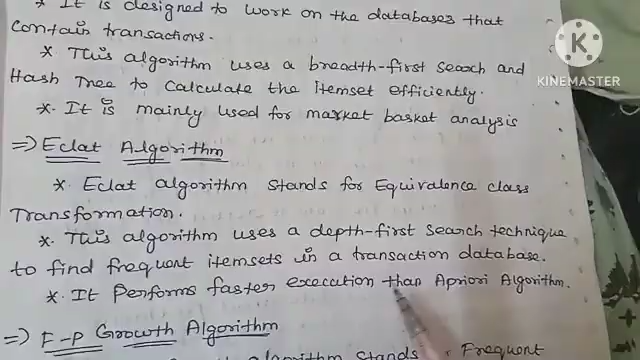 * It is designed to work on the databases that
contain transactions.
* This algorithm uses a breadth-first search and
Hash Tree to calculate the itemset efficiently.
* It is mainly used for market basket analysis
=> Eclat Algorithm
* Eclat algorithm stands for Equivalence class
Transformation.
* This algorithm uses a depth-first search technique
to find frequent itemsets in a transaction database.
* It performs faster execution than Apriori Algorithm.
=> F-P Growth Algorithm
algorithm stands Frequent
KINEMASTER